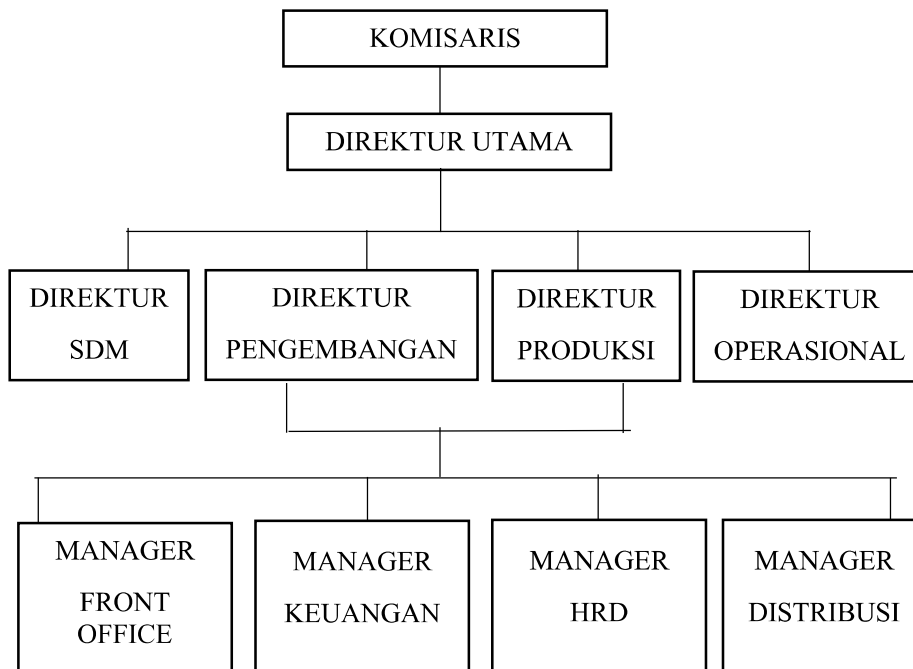 KOMISARIS
DIREKTUR UTAMA
DIREKTUR
SDM
DIREKTUR
PENGEMBANGAN
DIREKTUR
PRODUKSI
DIREKTUR
OPERASIONAL
MANAGER
FRONT
OFFICE
MANAGER
KEUANGAN
MANAGER
HRD
MANAGER
DISTRIBUSI